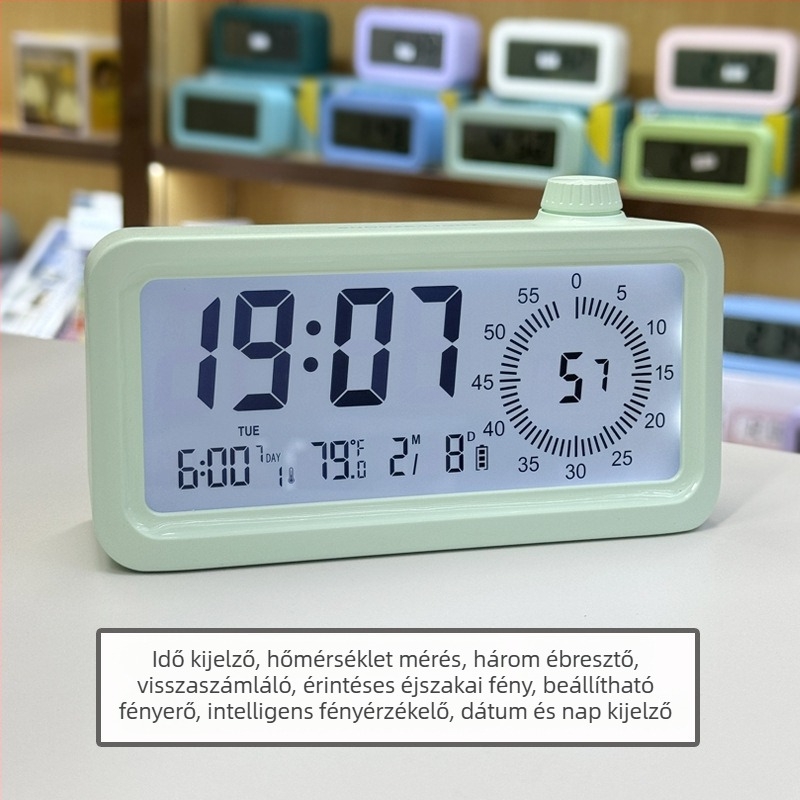 19:07
57
0
5
10
15
20
25
30
35
40
45
50
55
TUE
6:00 7 DAY 1 79.0 °F 2/ M 8 D
Idő kijelző, hőmérséklet mérés, három ébresztő,
visszaszámláló, érintéses éjszakai fény, beállítható
fényerő, intelligens fényérzékelő, dátum és nap kijelző